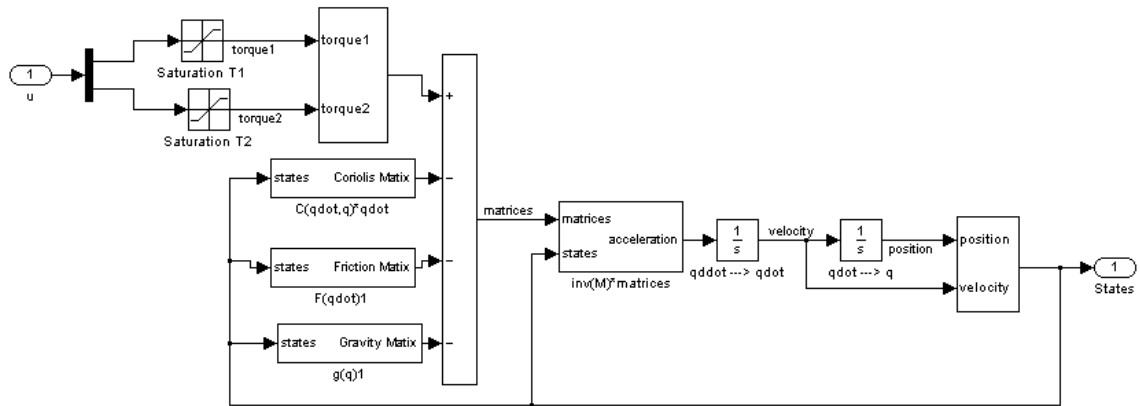 1
u
torque1
Saturation T1
torque2
Saturation T2
torque1
torque2
+
states Coriolis Matix
−
C(qdot,q)*qdot
states Friction Matix
−
F(qdot)1
states Gravity Matix
−
g(q)1
matrices
matrices
acceleration
states
inv(M)*matrices
1
s
qddot ---> qdot
velocity
1
s
qdot ---> q
position
position
velocity
1
States